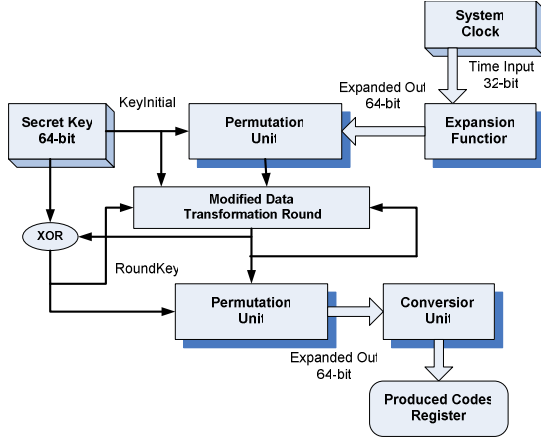 System
Clock
Time Input
32-bit
Expanded Out
64-bit
KeyInitial
Secret Key
64-bit
Permutation
Unit
Expansion
Function
Modified Data
Transformation Round
XOR
RoundKey
Permutation
Unit
Conversior
Unit
Expanded Out
64-bit
Produced Codes
Register